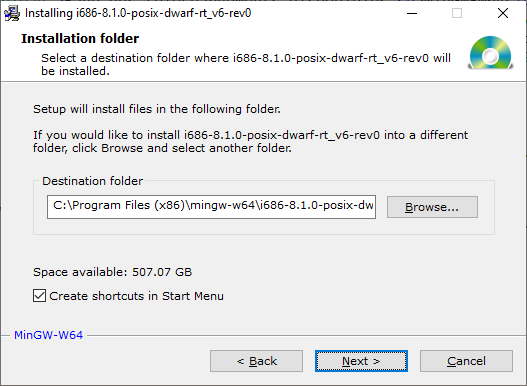 Installing i686-8.1.0-posix-dwarf-rt_v6-rev0
Installation folder
Select a destination folder where i686-8.1.0-posix-dwarf-rt_v6-rev0 will
be installed.
Setup will install files in the following folder.
If you would like to install i686-8.1.0-posix-dwarf-rt_v6-rev0 into a different
folder, click Browse and select another folder.
Destination folder
C:\Program Files (x86)\mingw-w64\i686-8.1.0-posix-dw
Browse...
Space available: 507.07 GB
Create shortcuts in Start Menu
MinGW-W64
< Back
Next >
Cancel